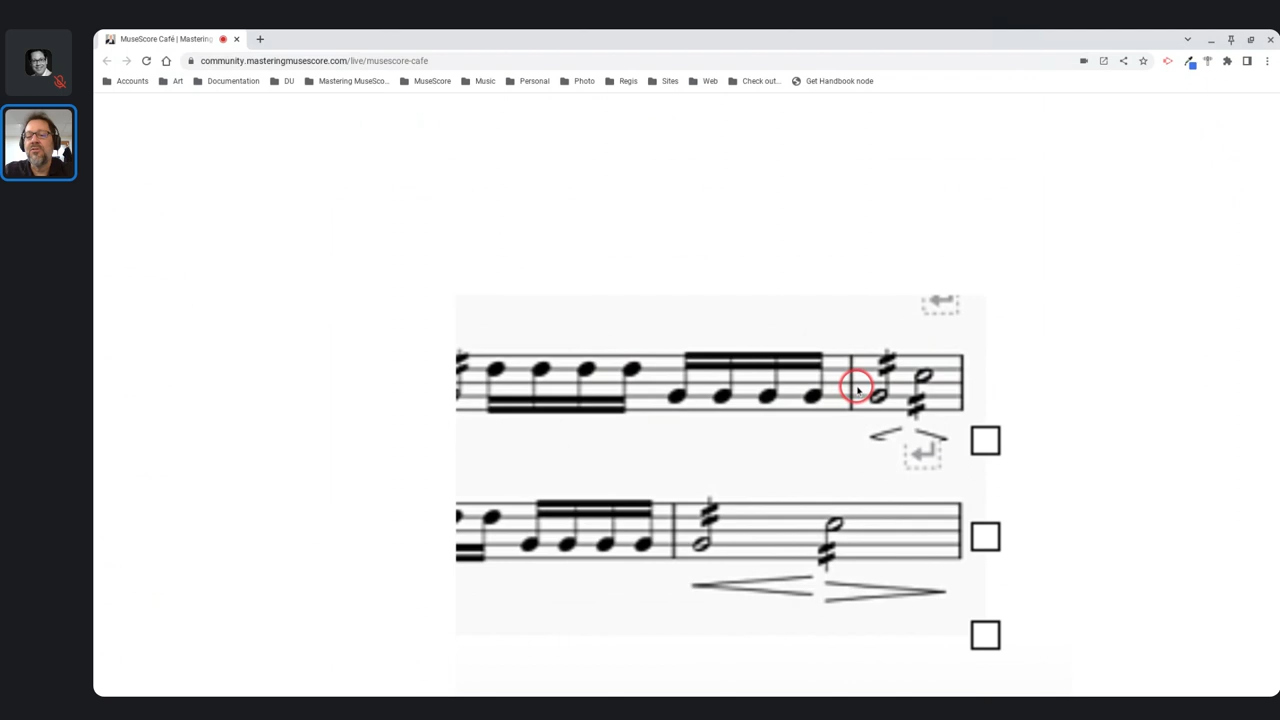 MuseScore Café | Mastering
community.masteringmusescore.com/live/musescore-cafe
Accounts Art Documentation DU Mastering MuseSco... MuseScore Music Personal Photo Regis Sites Web Check out... Get Handbook node